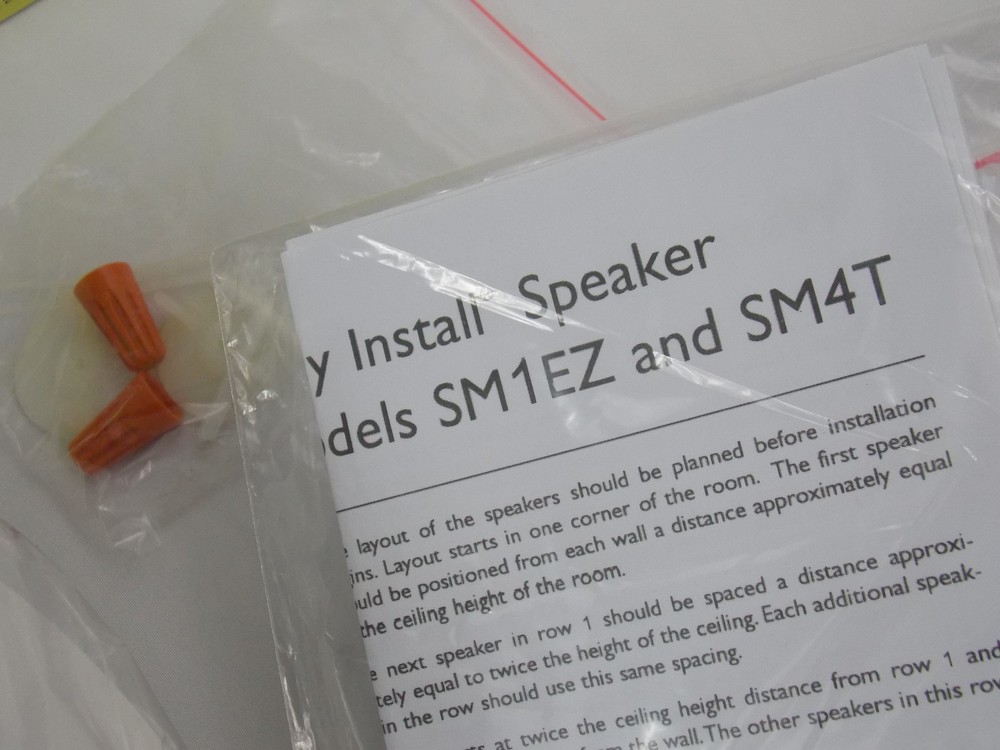 y Install Speaker
odels SM1EZ and SM4T
layout of the speakers should be planned before installation
ins. Layout starts in one corner of the room. The first speaker
uld be positioned from each wall a distance approximately equal
the ceiling height of the room.
next speaker in row 1 should be spaced a distance approxi-
tely equal to twice the height of the ceiling. Each additional speak-
in the row should use this same spacing.
at twice the ceiling height distance from row 1 and
from the wall. The other speakers in this row